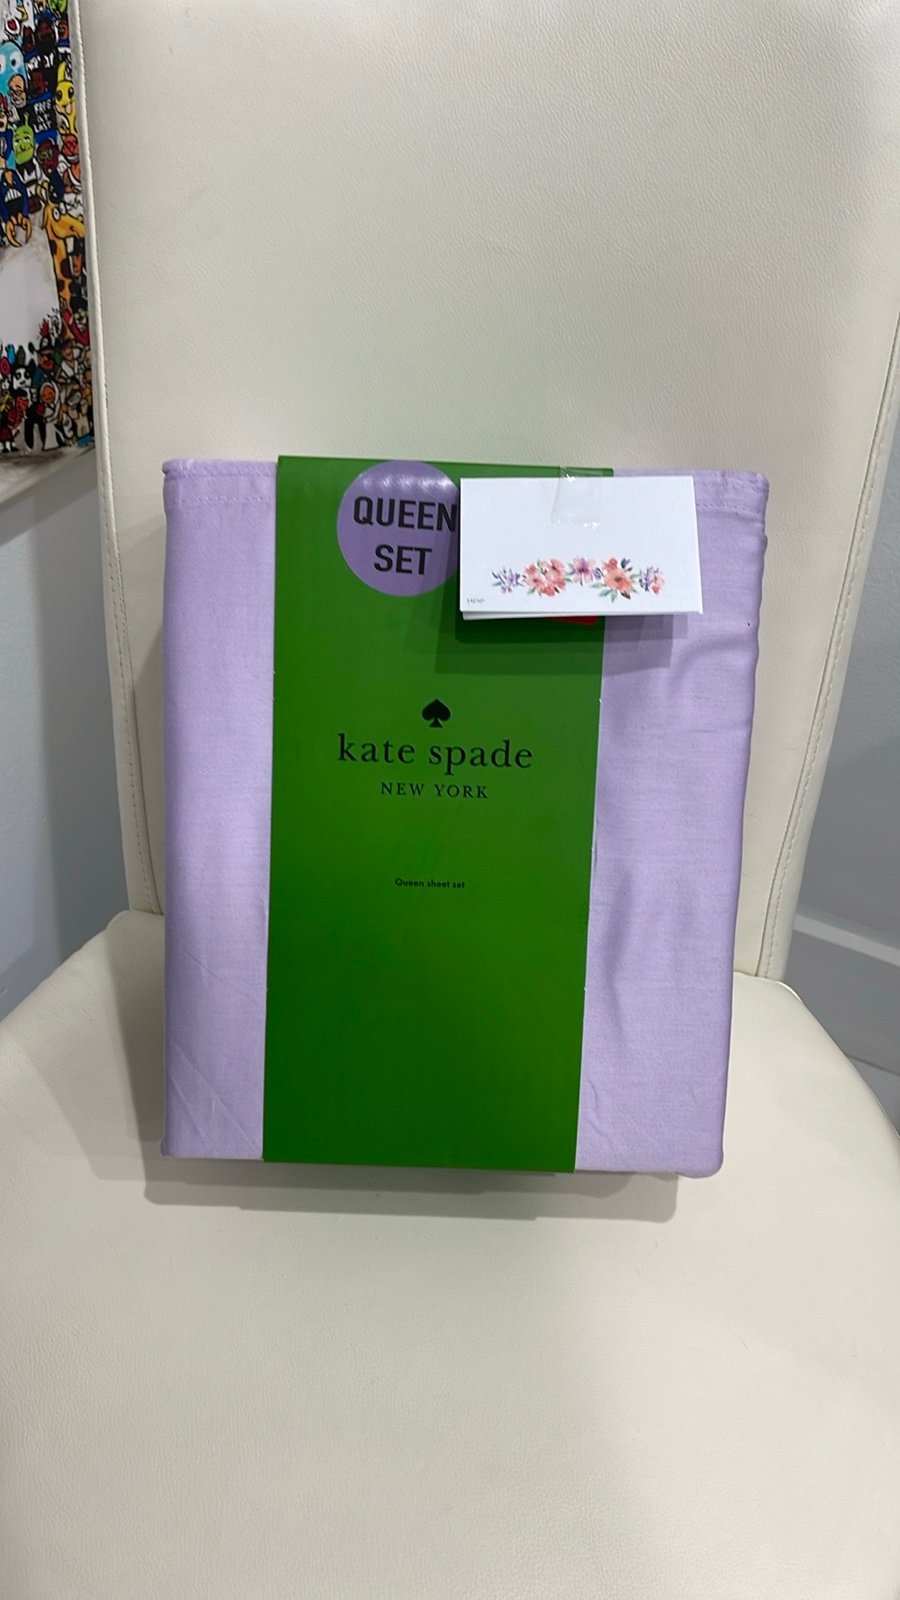 QUEEN
SET
kate spade
NEW YORK
Queen sheet set